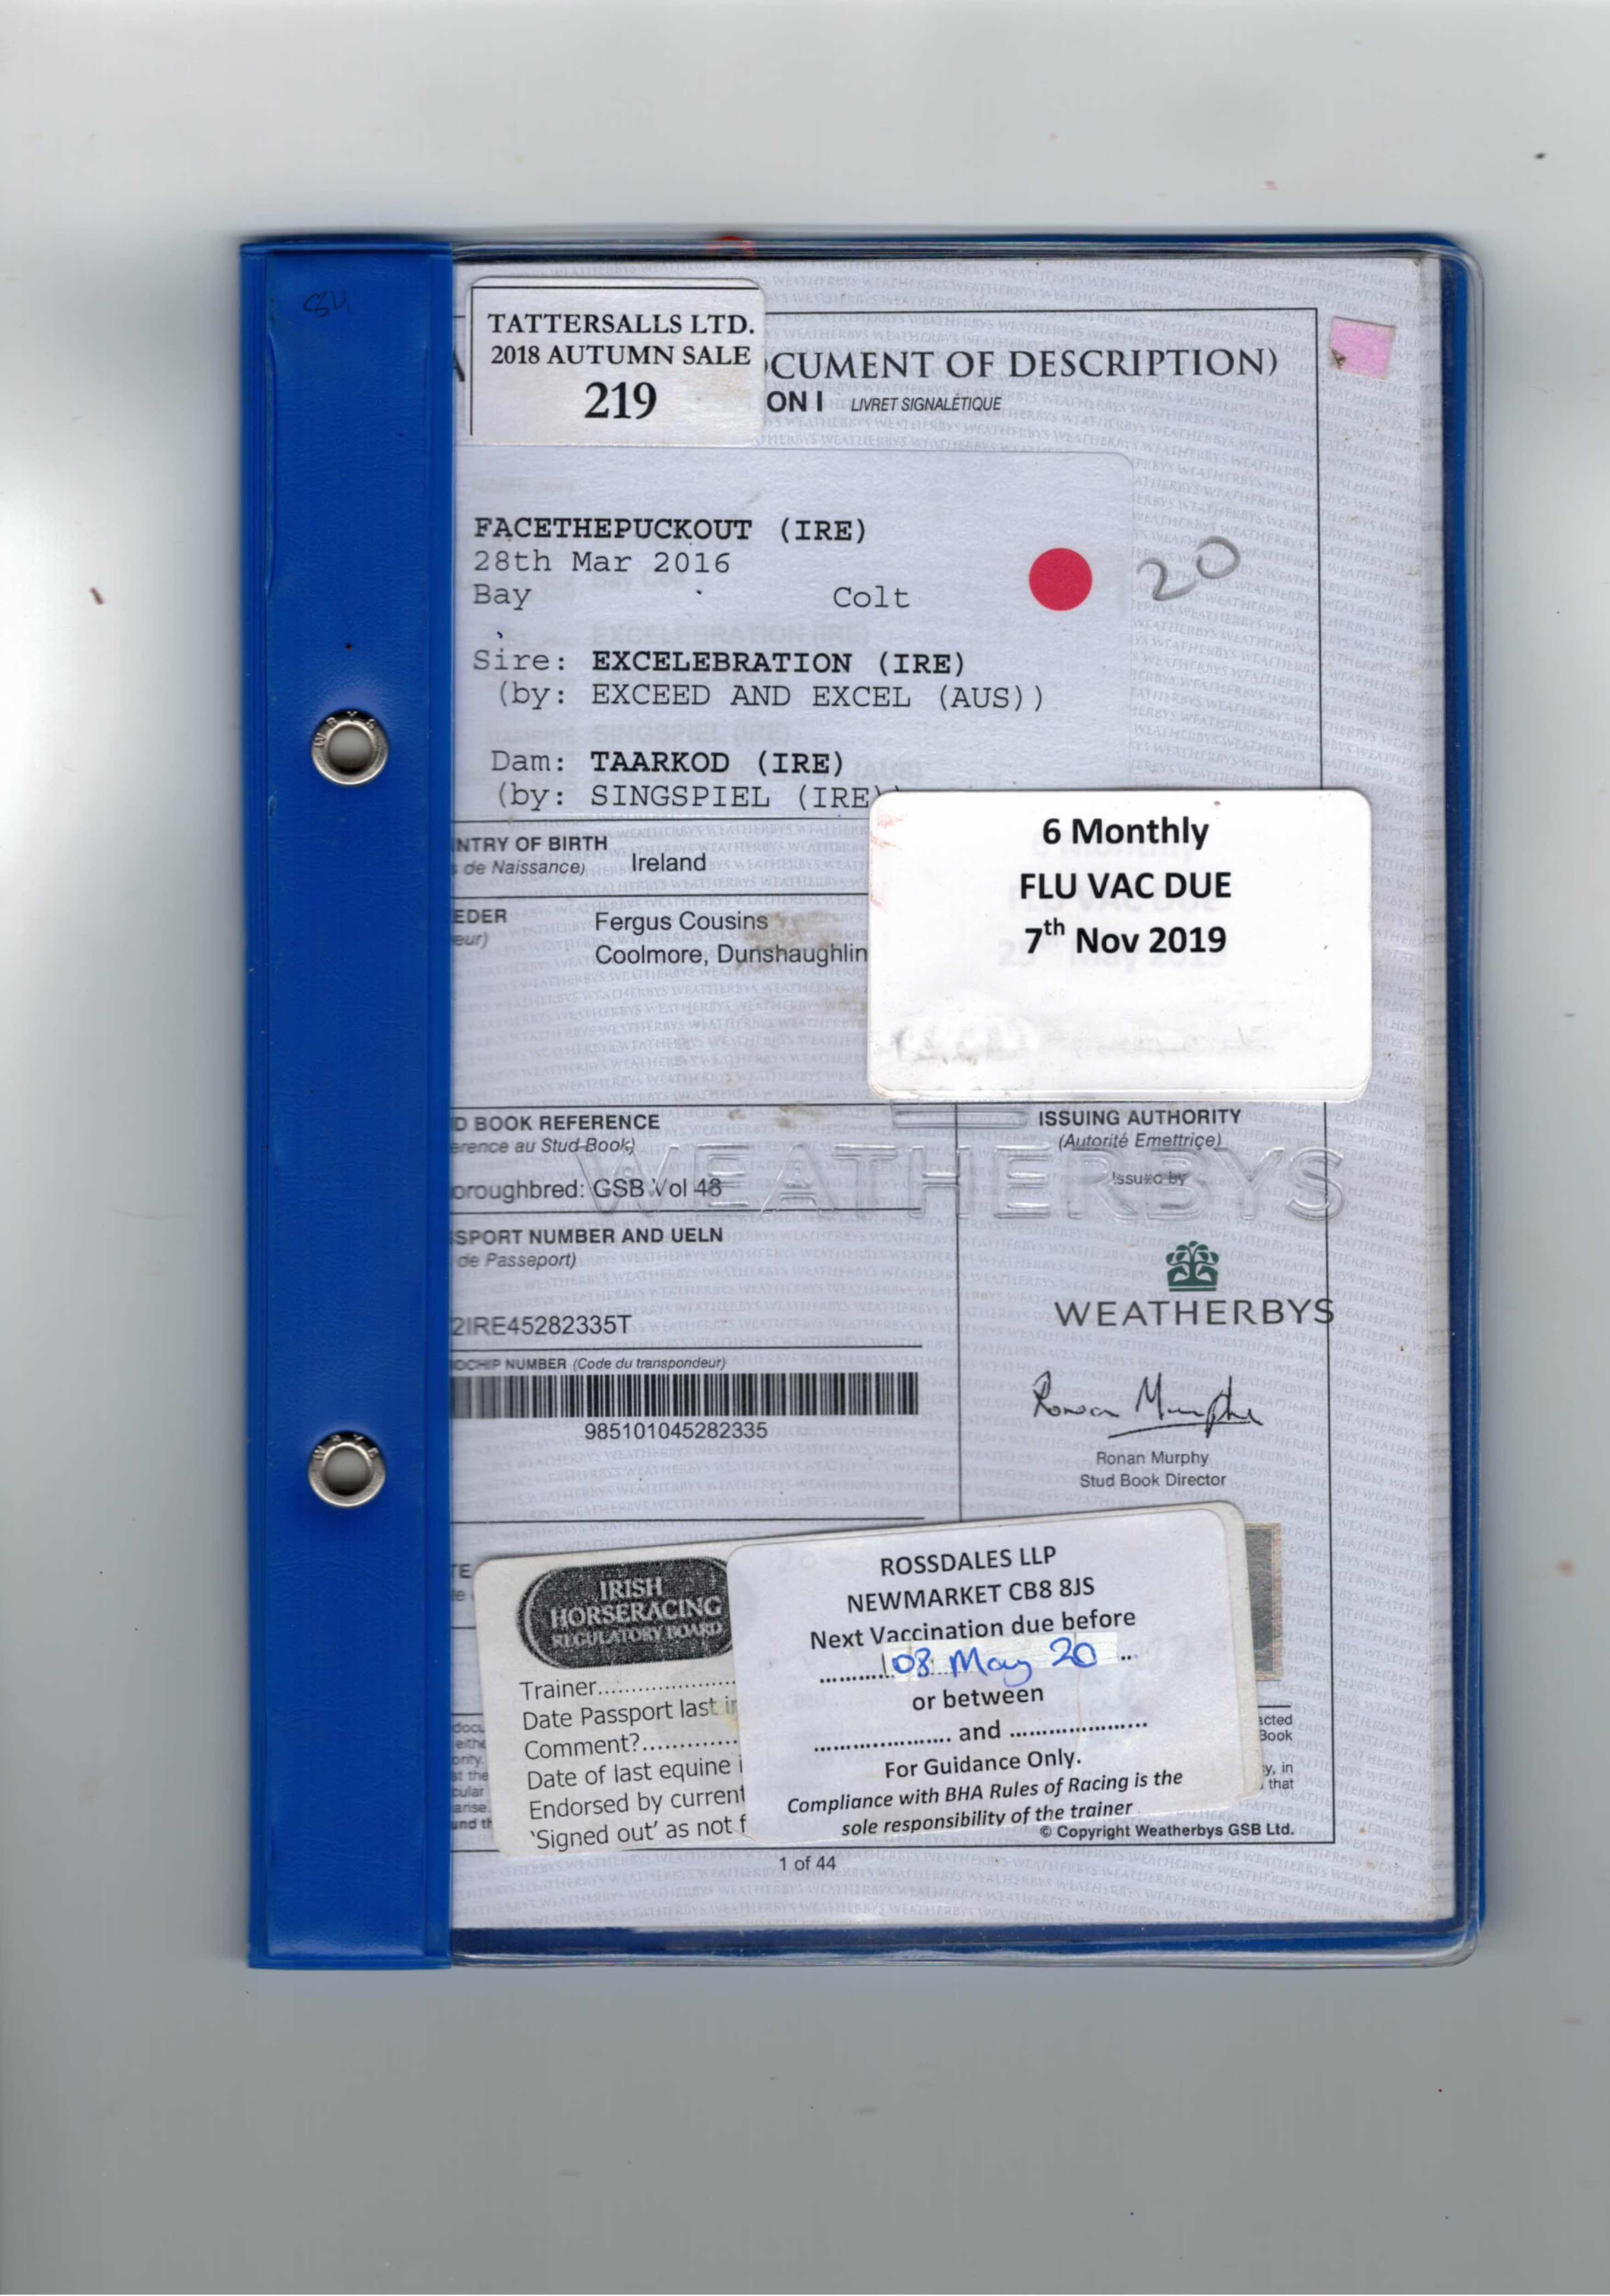 TATTERSALLS LTD.
2018 AUTUMN SALE
219
CUMENT OF DESCRIPTION)
ON I LIVRET SIGNALÉTIQUE
FACETHEPUCKOUT (IRE)
28th Mar 2016
Bay Colt
20
Sire: EXCELEBRATION (IRE)
(by: EXCEED AND EXCEL (AUS))
Dam: TAARKOD (IRE)
(by: SINGSPIEL (IRE)
NTRY OF BIRTH
de Naissance)
Ireland
EDER
eur)
Fergus Cousins
Coolmore, Dunshaughlin
6 Monthly
FLU VAC DUE
7th Nov 2019
D BOOK REFERENCE
erence au Stud-Book)
oroughbred: GSB Vol 48
ISSUING AUTHORITY
(Autorité Emettrice)
Issued by
WEATHERBYS
SPORT NUMBER AND UELN
de Passeport)
2IRE45282335T
WEATHERBYS
OCHIP NUMBER (Code du transpondeur)
985101045282335
Ronan Murphy
Ronan Murphy
Stud Book Director
IRISH
HORSERACING
REGULATORY BOARD
Trainer..................
Date Passport last i
Comment?............
Date of last equine i
Endorsed by current
'Signed out' as not f
ROSSDALES LLP
NEWMARKET CB8 8JS
Next Vaccination due before
08 May 20
or between
.................... and ....................
For Guidance Only.
Compliance with BHA Rules of Racing is the
sole responsibility of the trainer
acted
Book
y, in
that
© Copyright Weatherbys GSB Ltd.
1 of 44